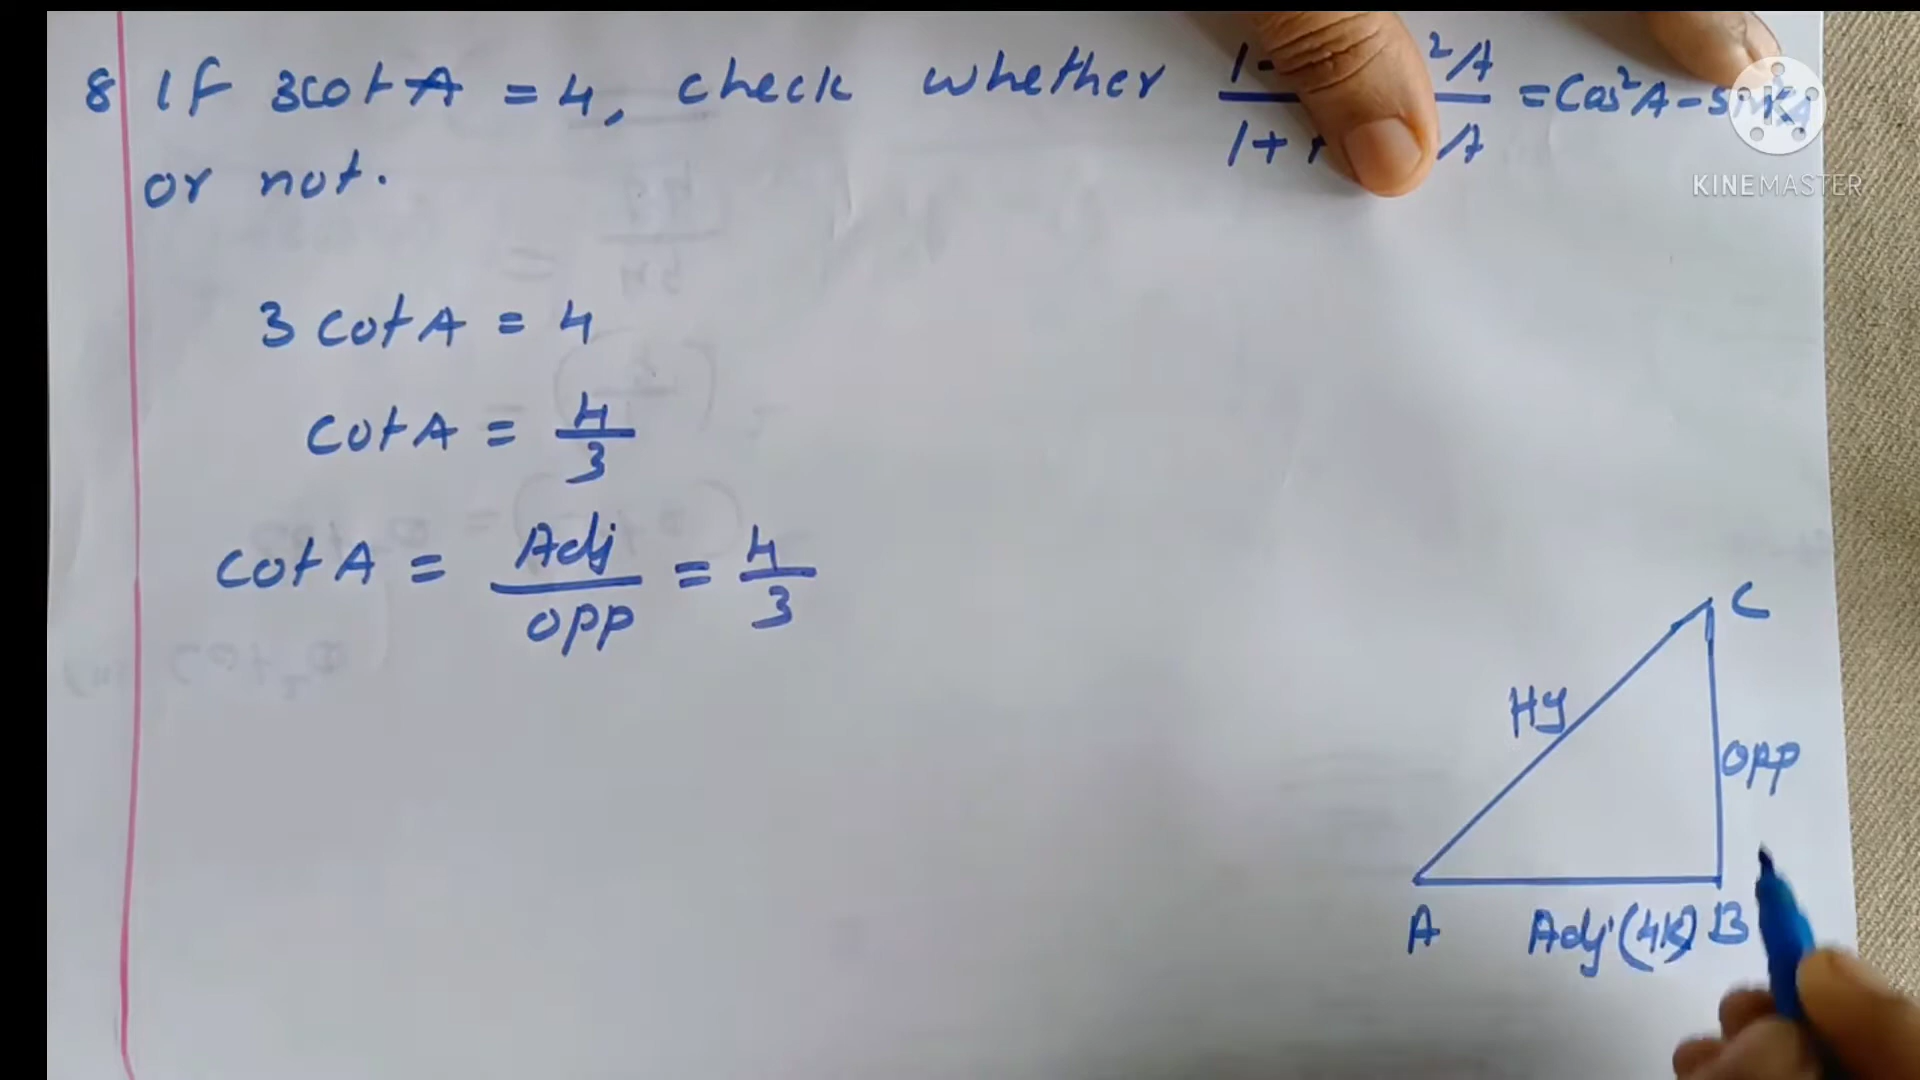 8 If 3cot A = 4, check whether 1- ²A / 1+ A = Cos²A - 
or not.
3 cot A = 4
cot A = 4/3
cot A = Adj/opp = 4/3
C
Hy
opp
A Adj (4k) B
KINEMASTER